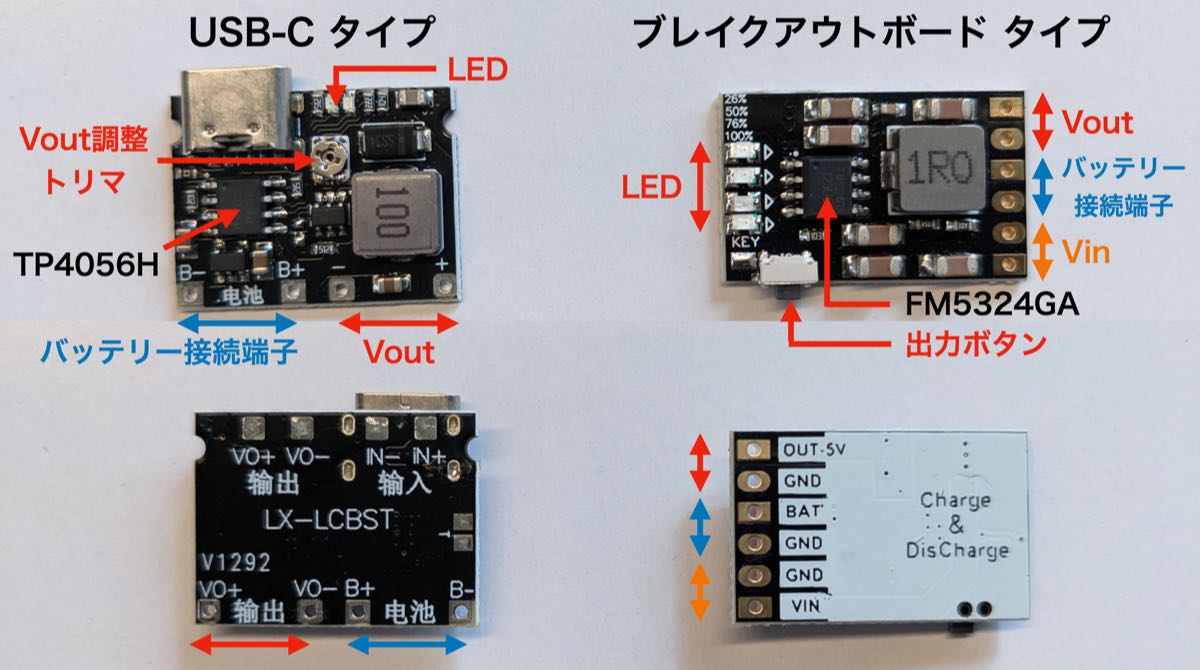 USB-C タイプ
ブレイクアウトボード タイプ
LED
Vout調整
トリマ
TP4056H
100
B-
B+
-
+
电池
バッテリー接続端子
Vout
26%
50%
76%
100%
LED
KEY
1R0
Vout
バッテリー
接続端子
Vin
FM5324GA
出力ボタン
VO+ VO- IN- iN+
输出 输入
LX-LCBST
T
V1292
VO+ VO- B+ B-
输出 电池
OUT-5V
GND
BAT
GND
GND
VIN
Charge
&
DisCharge